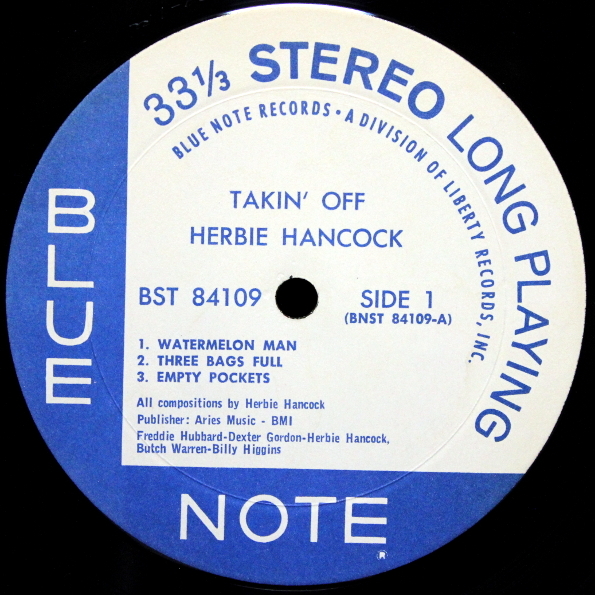 33 1/3 STEREO LONG PLAYING
BLUE NOTE RECORDS • A DIVISION OF LIBERTY RECORDS, INC.
TAKIN' OFF
HERBIE HANCOCK
BST 84109
SIDE 1
(BNST 84109-A)
1. WATERMELON MAN
2. THREE BAGS FULL
3. EMPTY POCKETS
All compositions by Herbie Hancock
Publisher: Aries Music - BMI
Freddie Hubbard-Dexter Gordon-Herbie Hancock,
Butch Warren-Billy Higgins
BLUE
NOTE
®